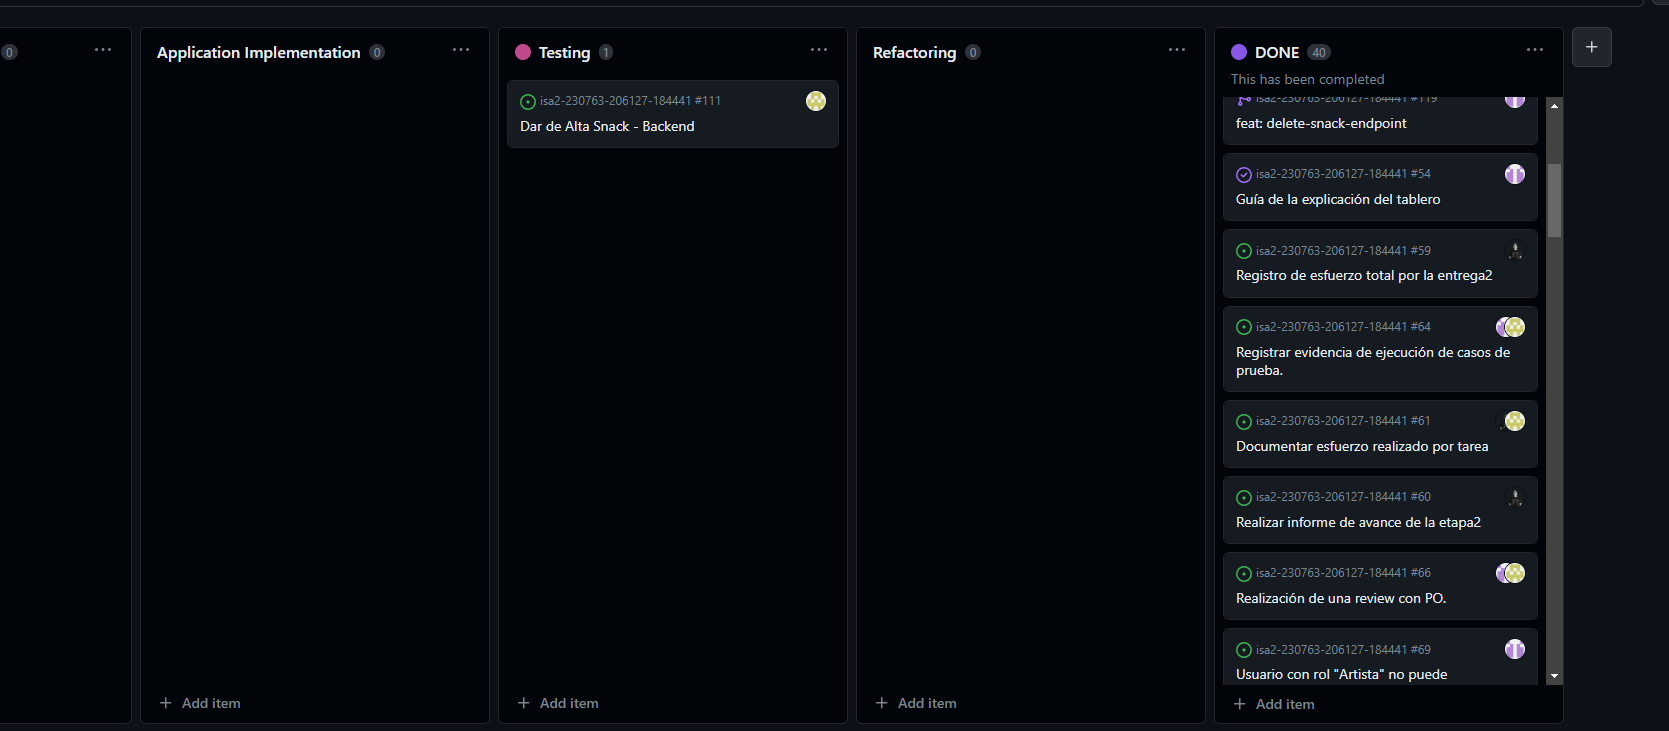 0
Application Implementation 0
Testing 1
isa2-230763-206127-184441 #111
Dar de Alta Snack - Backend
Refactoring 0
DONE 40
This has been completed
isa2-230763-206127-184441 #119
feat: delete-snack-endpoint
isa2-230763-206127-184441 #54
Guía de la explicación del tablero
isa2-230763-206127-184441 #59
Registro de esfuerzo total por la entrega2
isa2-230763-206127-184441 #64
Registrar evidencia de ejecución de casos de
prueba.
isa2-230763-206127-184441 #61
Documentar esfuerzo realizado por tarea
isa2-230763-206127-184441 #60
Realizar informe de avance de la etapa2
isa2-230763-206127-184441 #66
Realización de una review con PO.
isa2-230763-206127-184441 #69
Usuario con rol "Artista" no puede
+ Add item
+ Add item
+ Add item
+ Add item